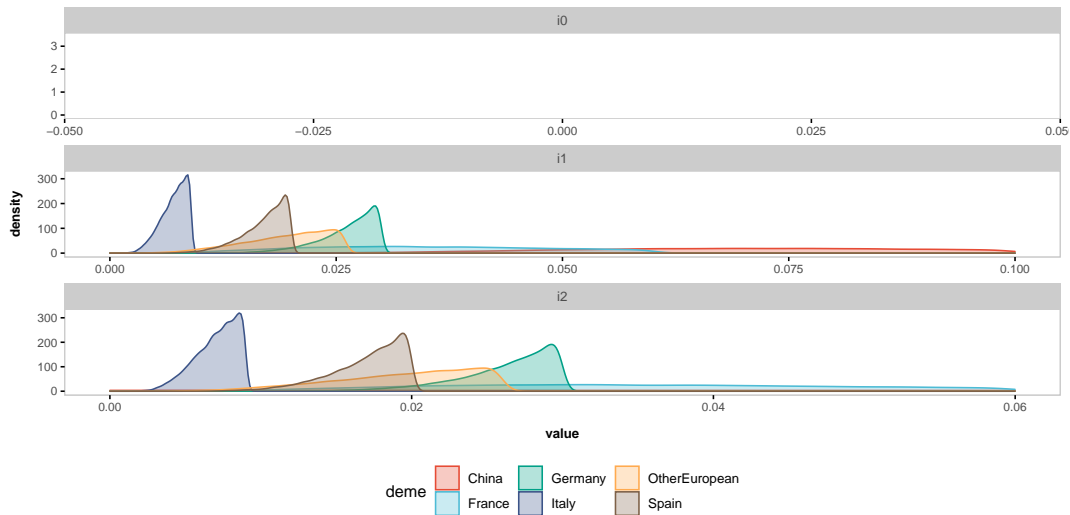 i0
3
2
1
0
−0.050 −0.025 0.000 0.025 0.050
i1
300
200
100
0
0.000 0.025 0.050 0.075 0.100
density
i2
300
200
100
0
0.00 0.02 0.04 0.06
value
deme China Germany OtherEuropean
France Italy Spain